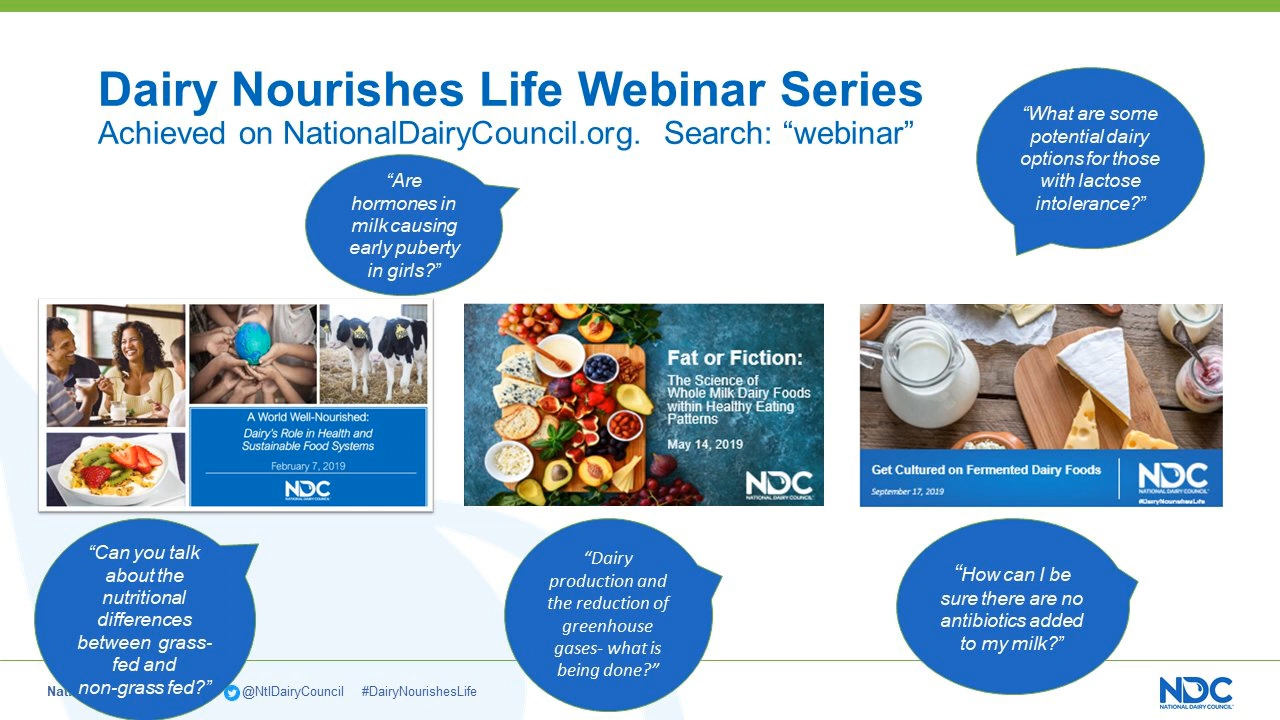 Dairy Nourishes Life Webinar Series
Achieved on NationalDairyCouncil.org. Search: “webinar”
“What are some
potential dairy
options for those
with lactose
intolerance?”
“Are
hormones in
milk causing
early puberty
in girls?”
A World Well-Nourished:
Dairy's Role in Health and
Sustainable Food Systems
February 7, 2019
NDC
NATIONAL DAIRY COUNCIL
Fat or Fiction:
The Science of
Whole Milk Dairy Foods
within Healthy Eating
Patterns
May 14, 2019
NDC
NATIONAL DAIRY COUNCIL
Get Cultured on Fermented Dairy Foods
September 17, 2019
NDC
NATIONAL DAIRY COUNCIL
#DairyNourishesLife
“Can you talk
about the
nutritional
differences
between grass-
fed and
non-grass fed?”
“Dairy
production and
the reduction of
greenhouse
gases- what is
being done?”
“How can I be
sure there are no
antibiotics added
to my milk?”
@NtlDairyCouncil #DairyNourishesLife
NDC
NATIONAL DAIRY COUNCIL